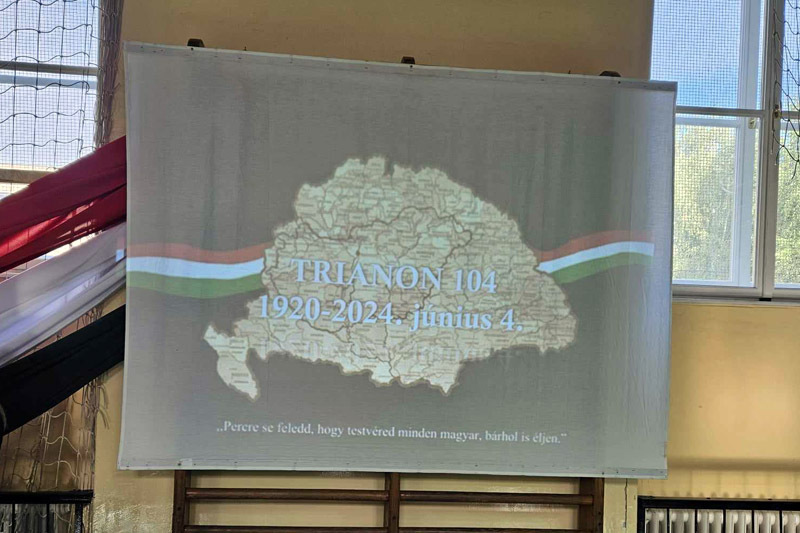 TRIANON 104
1920-2024. június 4.
„Percre se feledd, hogy testvéred minden magyar, bárhol is éljen.”